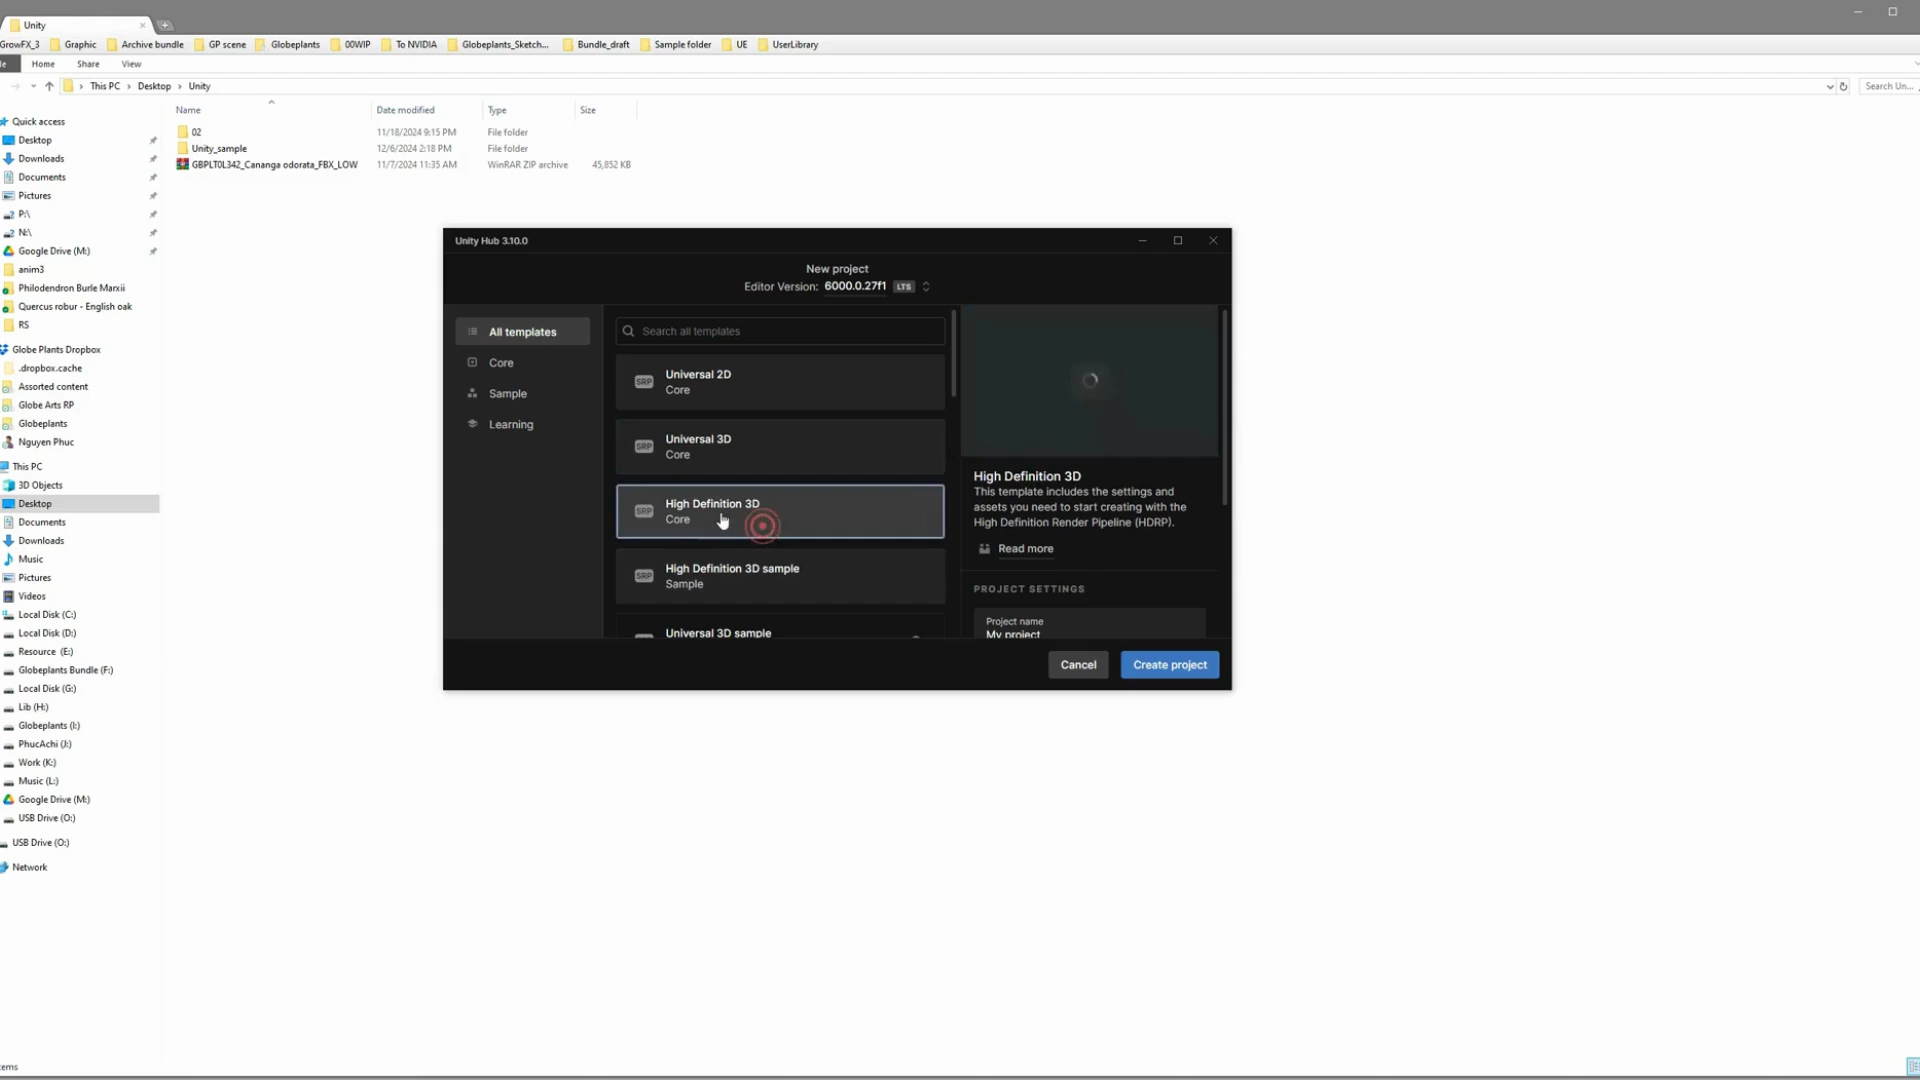 Unity
GrowFX_3 Graphic Archive bundle GP scene Globeplants 00WIP To NVIDIA Globeplants_Sketch... Bundle_draft Sample folder UE UserLibrary
Home Share View
This PC › Desktop › Unity
Search Un...
Name Date modified Type Size
02 11/18/2024 9:15 PM File folder
Unity_sample 12/6/2024 2:18 PM File folder
GBPLT0L342_Cananga odorata_FBX_LOW 11/7/2024 11:35 AM WinRAR ZIP archive 45,852 KB
Quick access
Desktop
Downloads
Documents
Pictures
P:\
N:\
Google Drive (M:)
anim3
Philodendron Burle Marxii
Quercus robur - English oak
RS
Globe Plants Dropbox
.dropbox.cache
Assorted content
Globe Arts RP
Globeplants
Nguyen Phuc
This PC
3D Objects
Desktop
Documents
Downloads
Music
Pictures
Videos
Local Disk (C:)
Local Disk (D:)
Resource (E:)
Globeplants Bundle (F:)
Local Disk (G:)
Lib (H:)
Globeplants (I:)
PhucAchi (J:)
Work (K:)
Music (L:)
Google Drive (M:)
USB Drive (O:)
USB Drive (O:)
Network
Unity Hub 3.10.0
New project
Editor Version: 6000.0.27f1 LTS
All templates
Core
Sample
Learning
Search all templates
SRP Universal 2D
Core
SRP Universal 3D
Core
SRP High Definition 3D
Core
SRP High Definition 3D sample
Sample
Universal 3D sample
High Definition 3D
This template includes the settings and
assets you need to start creating with the
High Definition Render Pipeline (HDRP).
Read more
PROJECT SETTINGS
Project name
My project
Cancel Create project